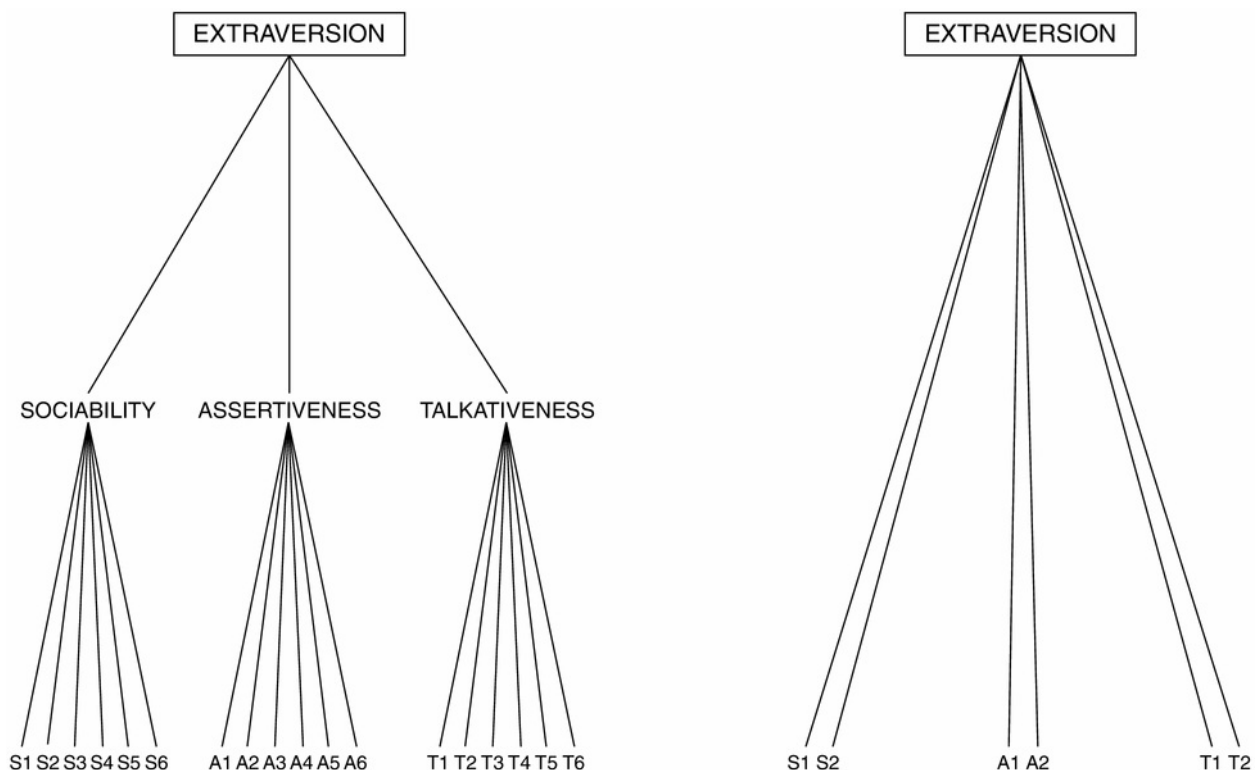 EXTRAVERSION
EXTRAVERSION
SOCIABILITY ASSERTIVENESS TALKATIVENESS
S1 S2 S3 S4 S5 S6 A1 A2 A3 A4 A5 A6 T1 T2 T3 T4 T5 T6
S1 S2 A1 A2 T1 T2